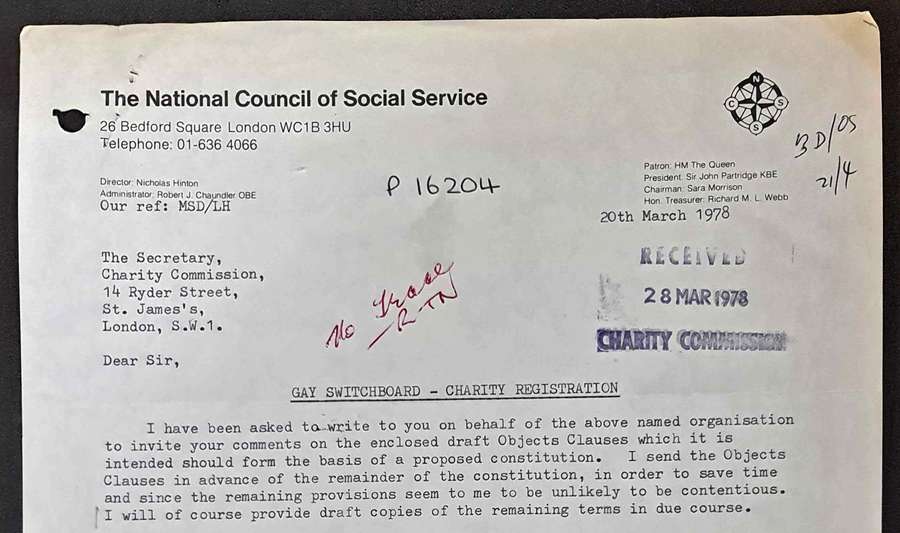 The National Council of Social Service
26 Bedford Square London WC1B 3HU
Telephone: 01-636 4066
N
C S
S
BD/OS
21/4
Director: Nicholas Hinton
Administrator: Robert J. Chaundler OBE
Our ref: MSD/LH
P 16204
Patron: HM The Queen
President: Sir John Partridge KBE
Chairman: Sara Morrison
Hon. Treasurer: Richard M. L. Webb
20th March 1978
The Secretary,
Charity Commission,
14 Ryder Street,
St. James's,
London, S.W.1.
RECEIVED
28 MAR 1978
CHARITY COMMISSION
No Trace
Dear Sir,
GAY SWITCHBOARD - CHARITY REGISTRATION
I have been asked to write to you on behalf of the above named organisation
to invite your comments on the enclosed draft Objects Clauses which it is
intended should form the basis of a proposed constitution. I send the Objects
Clauses in advance of the remainder of the constitution, in order to save time
and since the remaining provisions seem to me to be unlikely to be contentious.
I will of course provide draft copies of the remaining terms in due course.